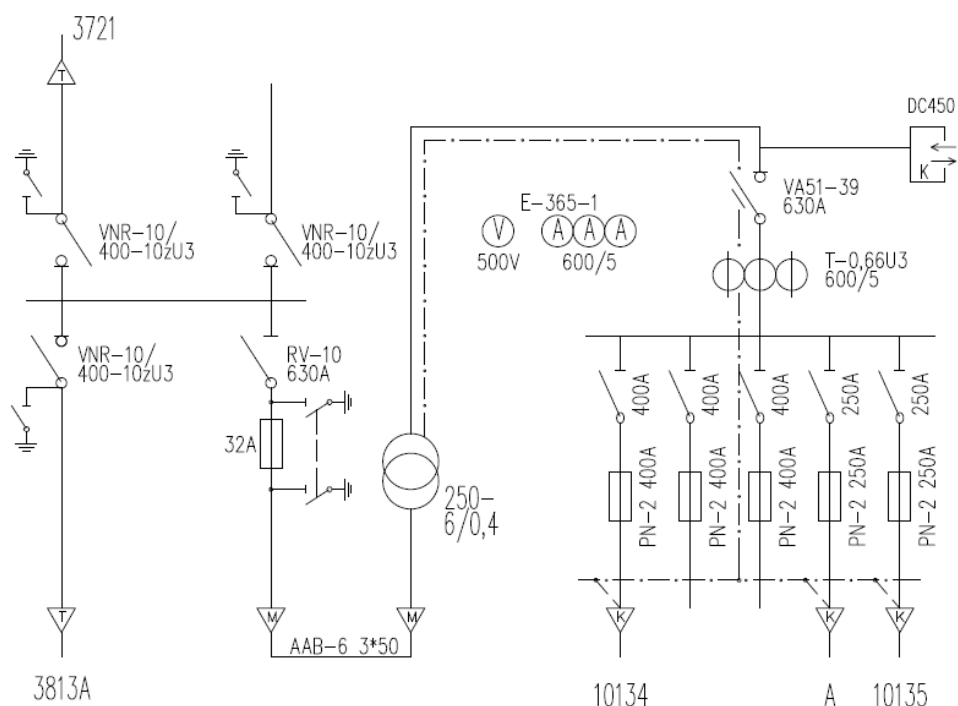 3721
T
DC450
K
VNR-10/
400-10žU3
VNR-10/
400-10žU3
E-365-1
V
A
A
A
500V
600/5
VA51-39
630A
T-0,66U3
600/5
VNR-10/
400-10žU3
RV-10
630A
32A
250-
6/0,4
400A
400A
400A
250A
250A
PN-2 400A
PN-2 400A
PN-2 400A
PN-2 250A
PN-2 250A
T
M
M
K
K
K
AAB-6 3*50
3813A
10134
A
10135